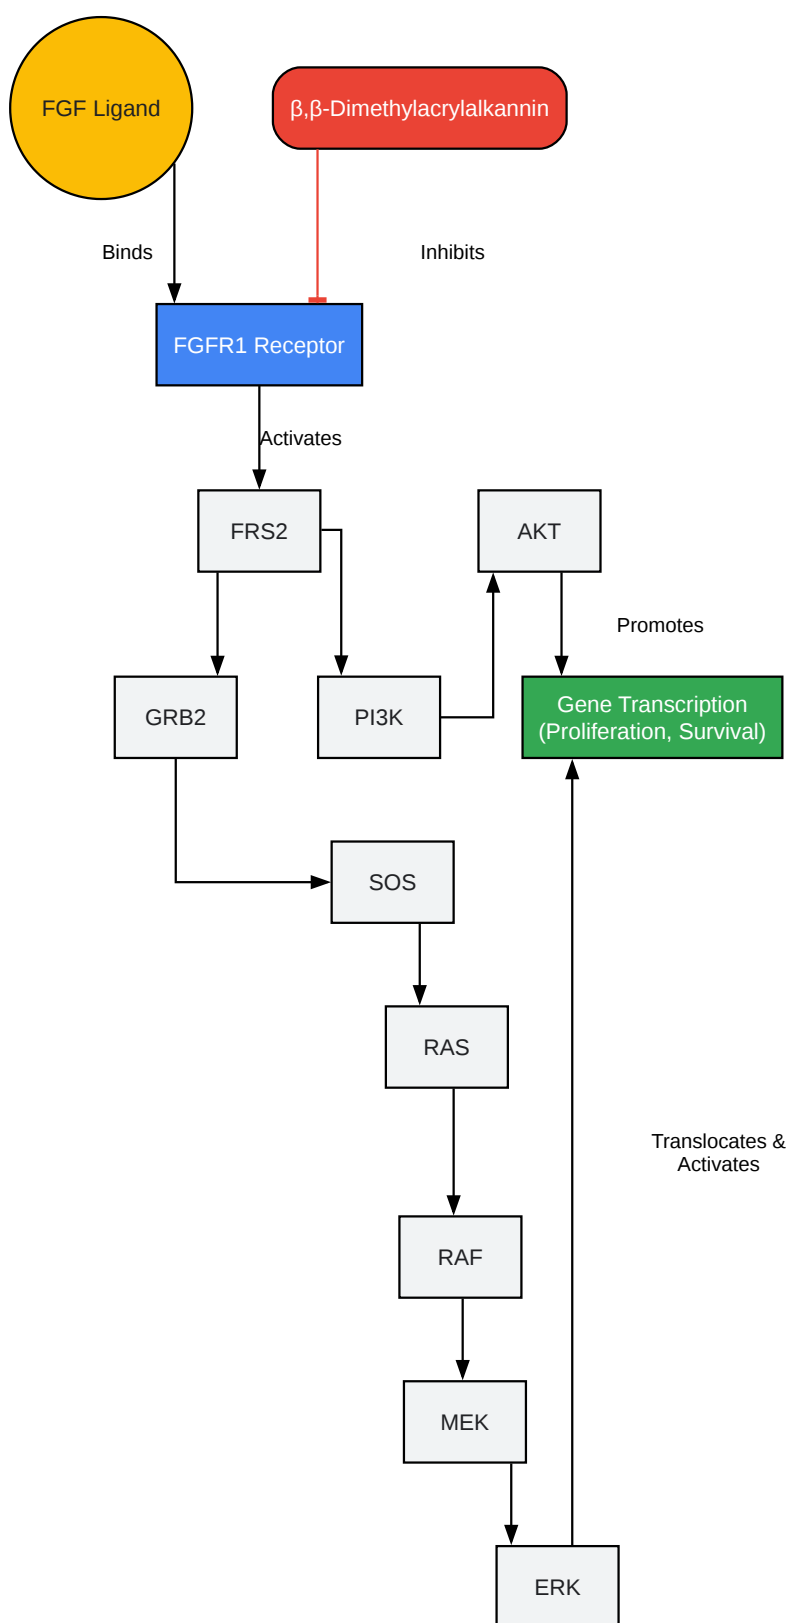 FGF Ligand
β,β-Dimethylacrylalkannin
Binds
Inhibits
FGFR1 Receptor
Activates
FRS2
AKT
Promotes
GRB2
PI3K
Gene Transcription
(Proliferation, Survival)
SOS
RAS
Translocates &
Activates
RAF
MEK
ERK